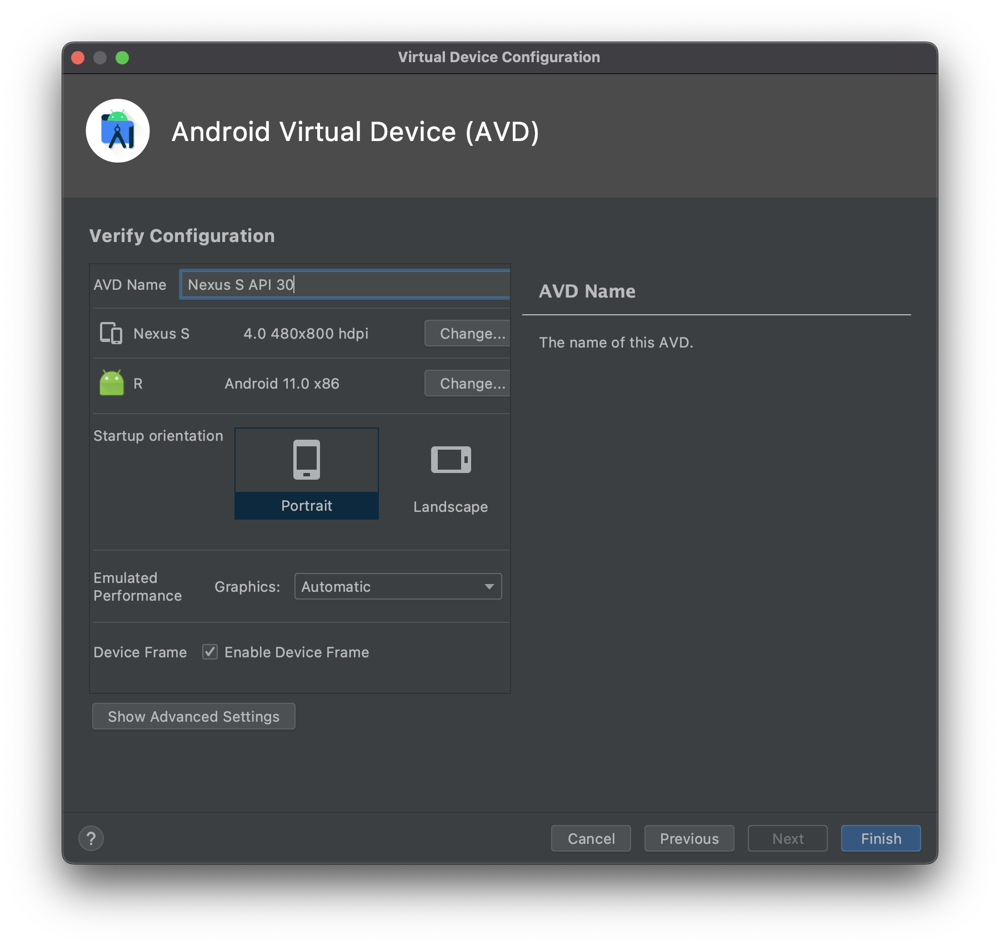 Virtual Device Configuration
Android Virtual Device (AVD)
Verify Configuration
AVD Name Nexus S API 30
Nexus S 4.0 480x800 hdpi Change...
R Android 11.0 x86 Change...
Startup orientation
Portrait
Landscape
Emulated
Performance
Graphics: Automatic
Device Frame Enable Device Frame
Show Advanced Settings
AVD Name
The name of this AVD.
? Cancel Previous Next Finish